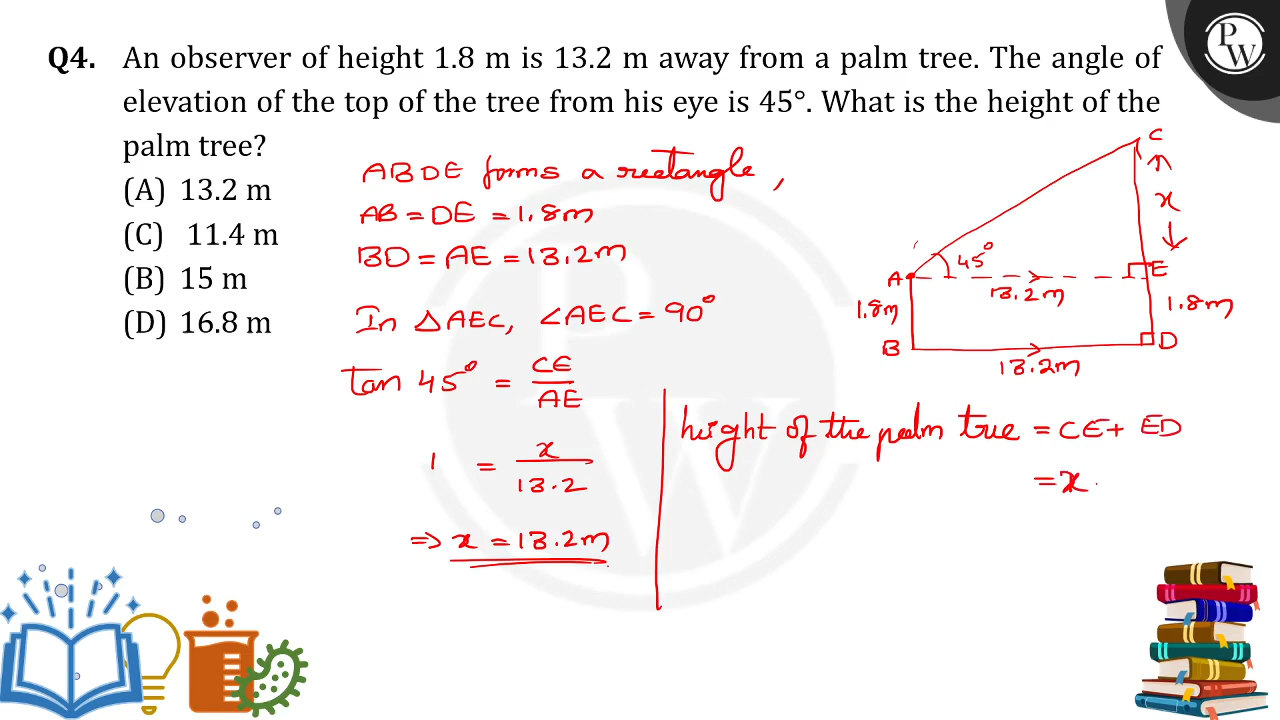 Q4. An observer of height 1.8 m is 13.2 m away from a palm tree. The angle of
elevation of the top of the tree from his eye is 45°. What is the height of the
palm tree?
(A) 13.2 m
(C) 11.4 m
(B) 15 m
(D) 16.8 m
ABDE forms a rectangle,
AB = DE = 1.8m
BD = AE = 13.2m
In △AEC, ∠AEC = 90°
tan 45° = CE/AE
1 = x/13.2
⇒ x = 13.2m
height of the palm tree = CE + ED
= x
C
x
A
45°
E
13.2m
1.8m
1.8m
B
D
13.2m
PW
PW